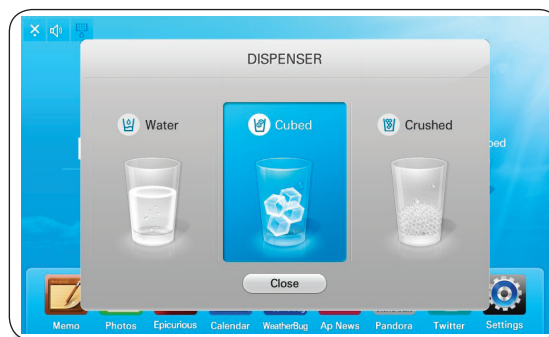 DISPENSER
Water
Cubed
Crushed
Close
Memo Photos Epicurious Calendar WeatherBug Ap News Pandora Twitter Settings